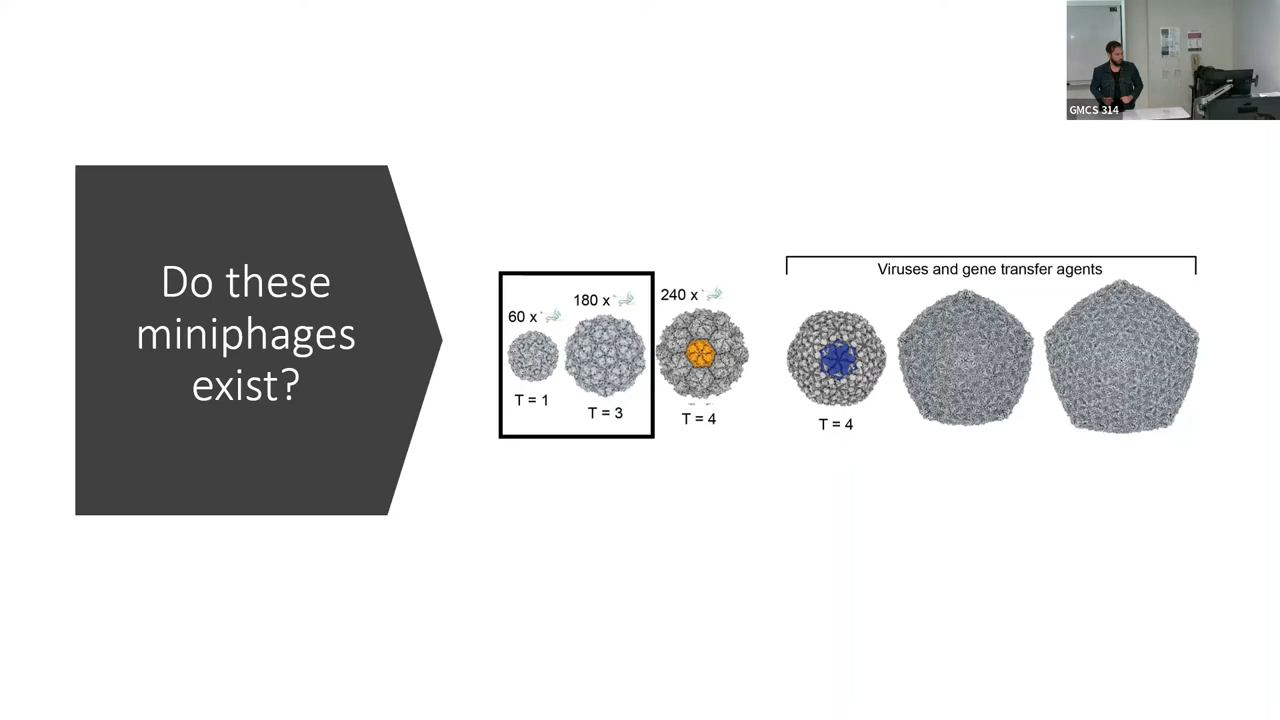 GMCS 314
Do these
miniphages
exist?
Viruses and gene transfer agents
60 x
180 x
240 x
T = 1
T = 3
T = 4
T = 4